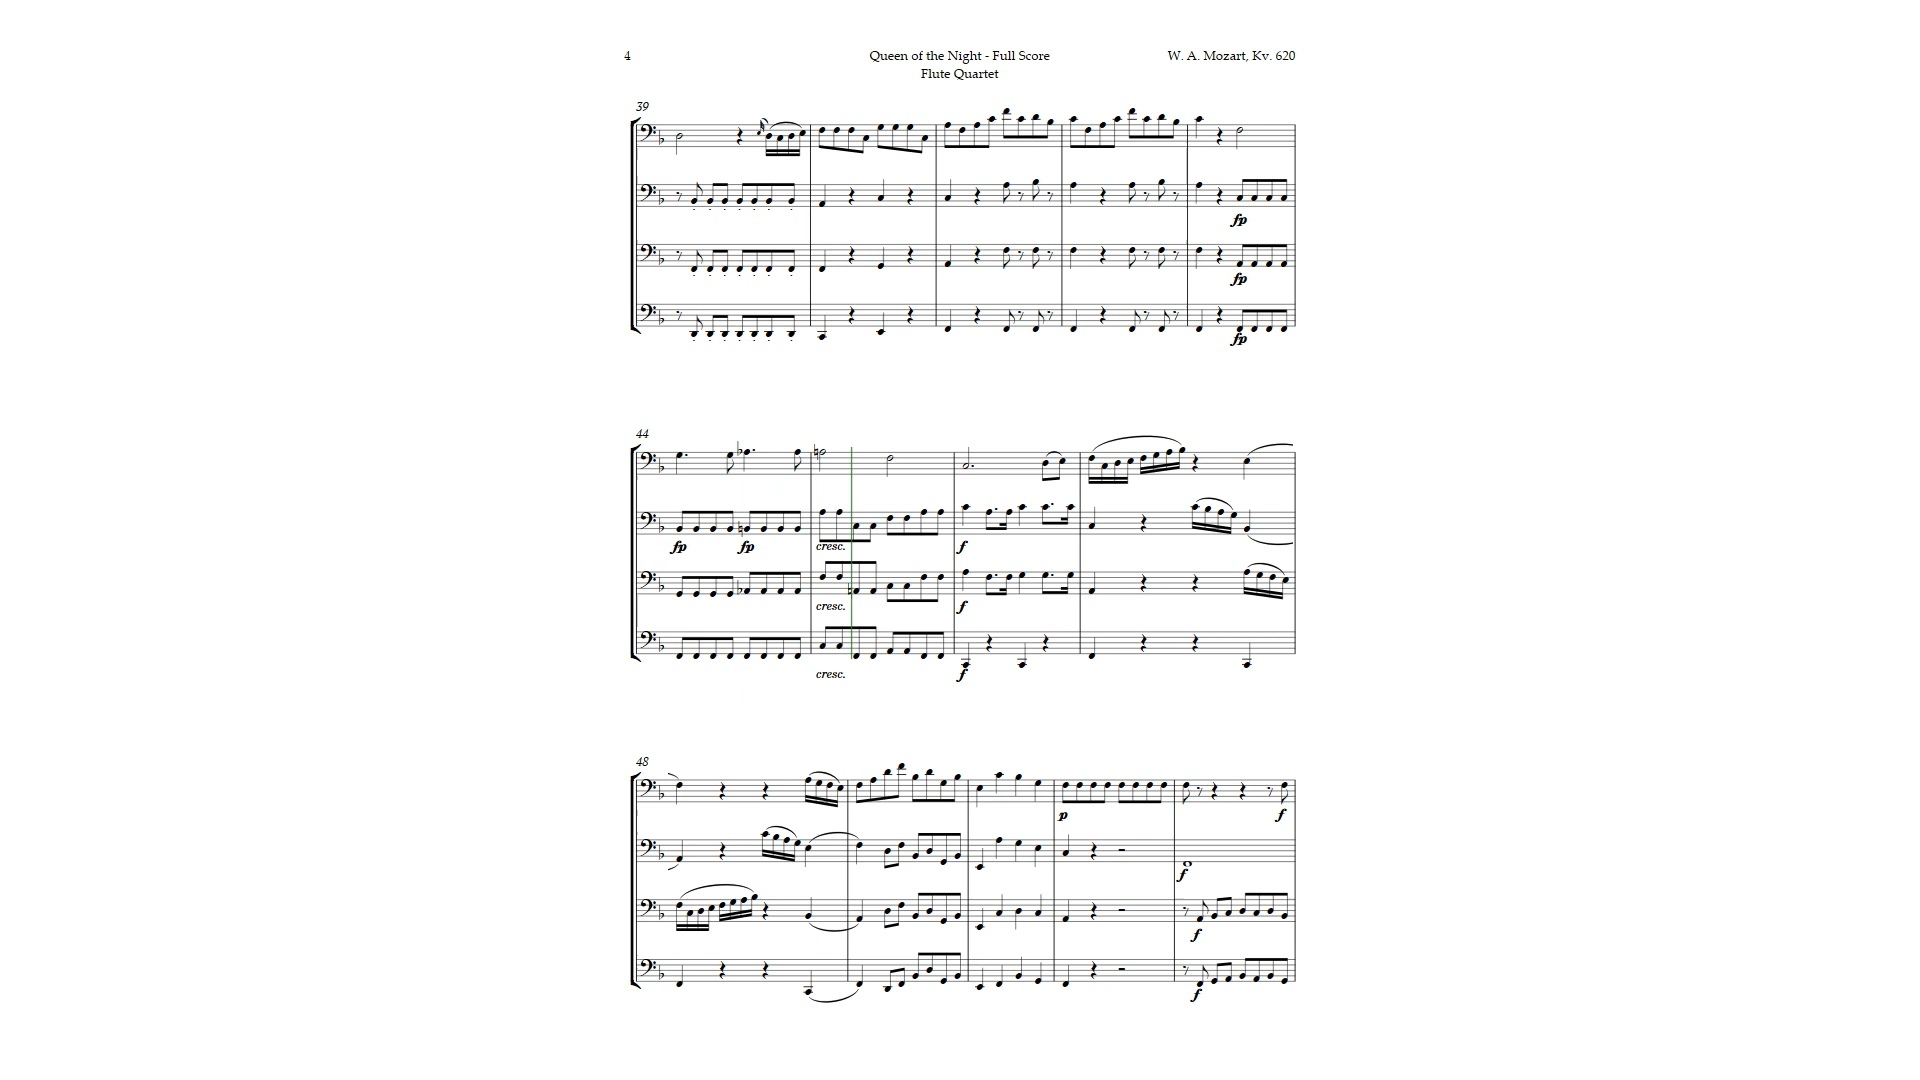 4 Queen of the Night - Full Score W. A. Mozart, Kv. 620
Flute Quartet
39
fp
fp
fp
44
fp fp cresc. f
cresc. f
cresc. f
48
p f
f
f
f